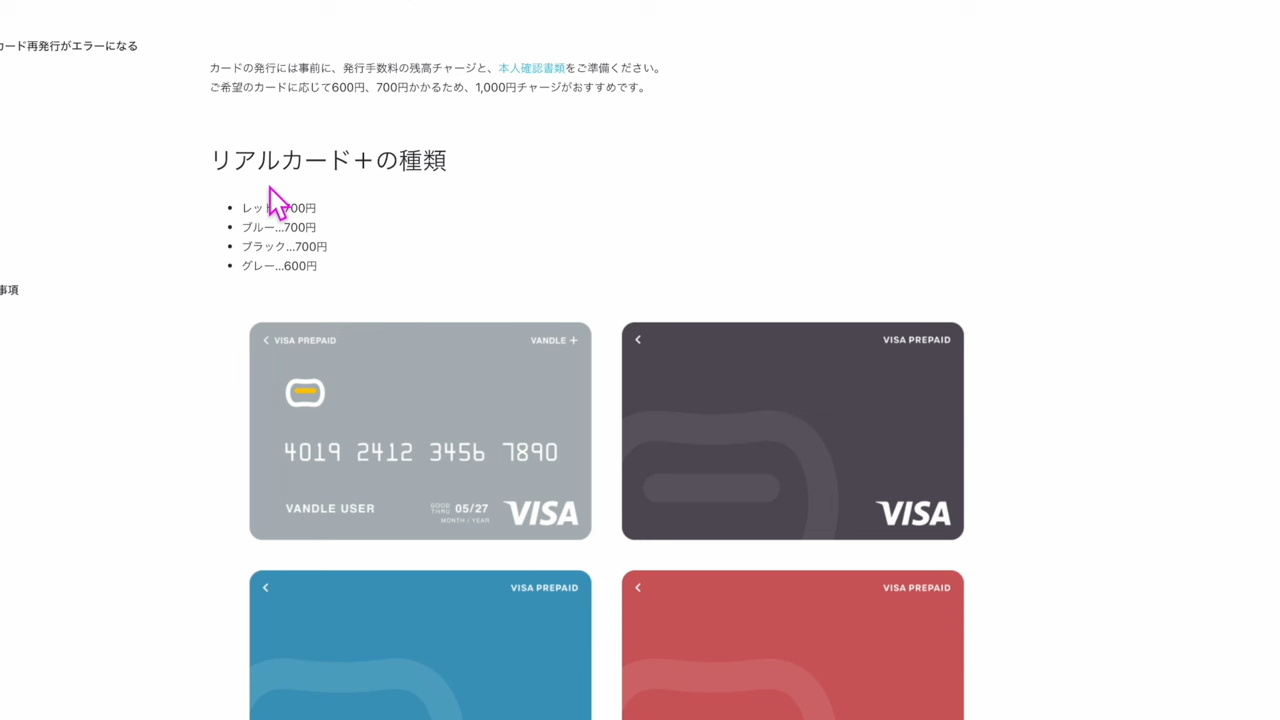 カード再発行がエラーになる
カードの発行には事前に、発行手数料の残高チャージと、本人確認書類をご準備ください。
ご希望のカードに応じて600円、700円かかるため、1,000円チャージがおすすめです。
リアルカード＋の種類
レッド...700円
ブルー...700円
ブラック...700円
グレー...600円
事項
VISA PREPAID
VANDLE +
4019 2412 3456 7890
VANDLE USER
GOOD THRU 05/27
MONTH / YEAR
VISA
VISA PREPAID
VISA
VISA PREPAID
VISA PREPAID